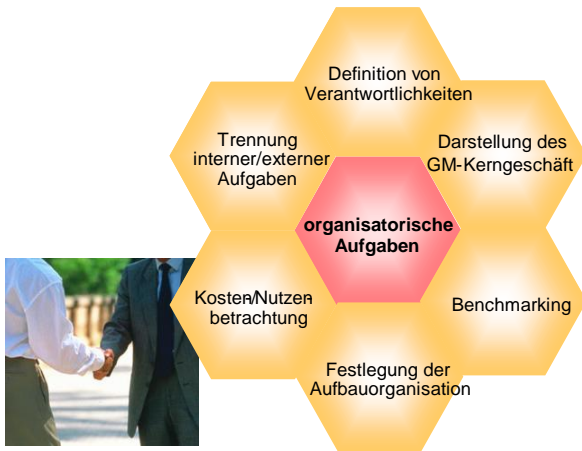 Definition von
Verantwortlichkeiten
Trennung
interner/externer
Aufgaben
Darstellung des
GM-Kerngeschäft
organisatorische
Aufgaben
Kosten/Nutzen-
betrachtung
Benchmarking
Festlegung der
Aufbauorganisation